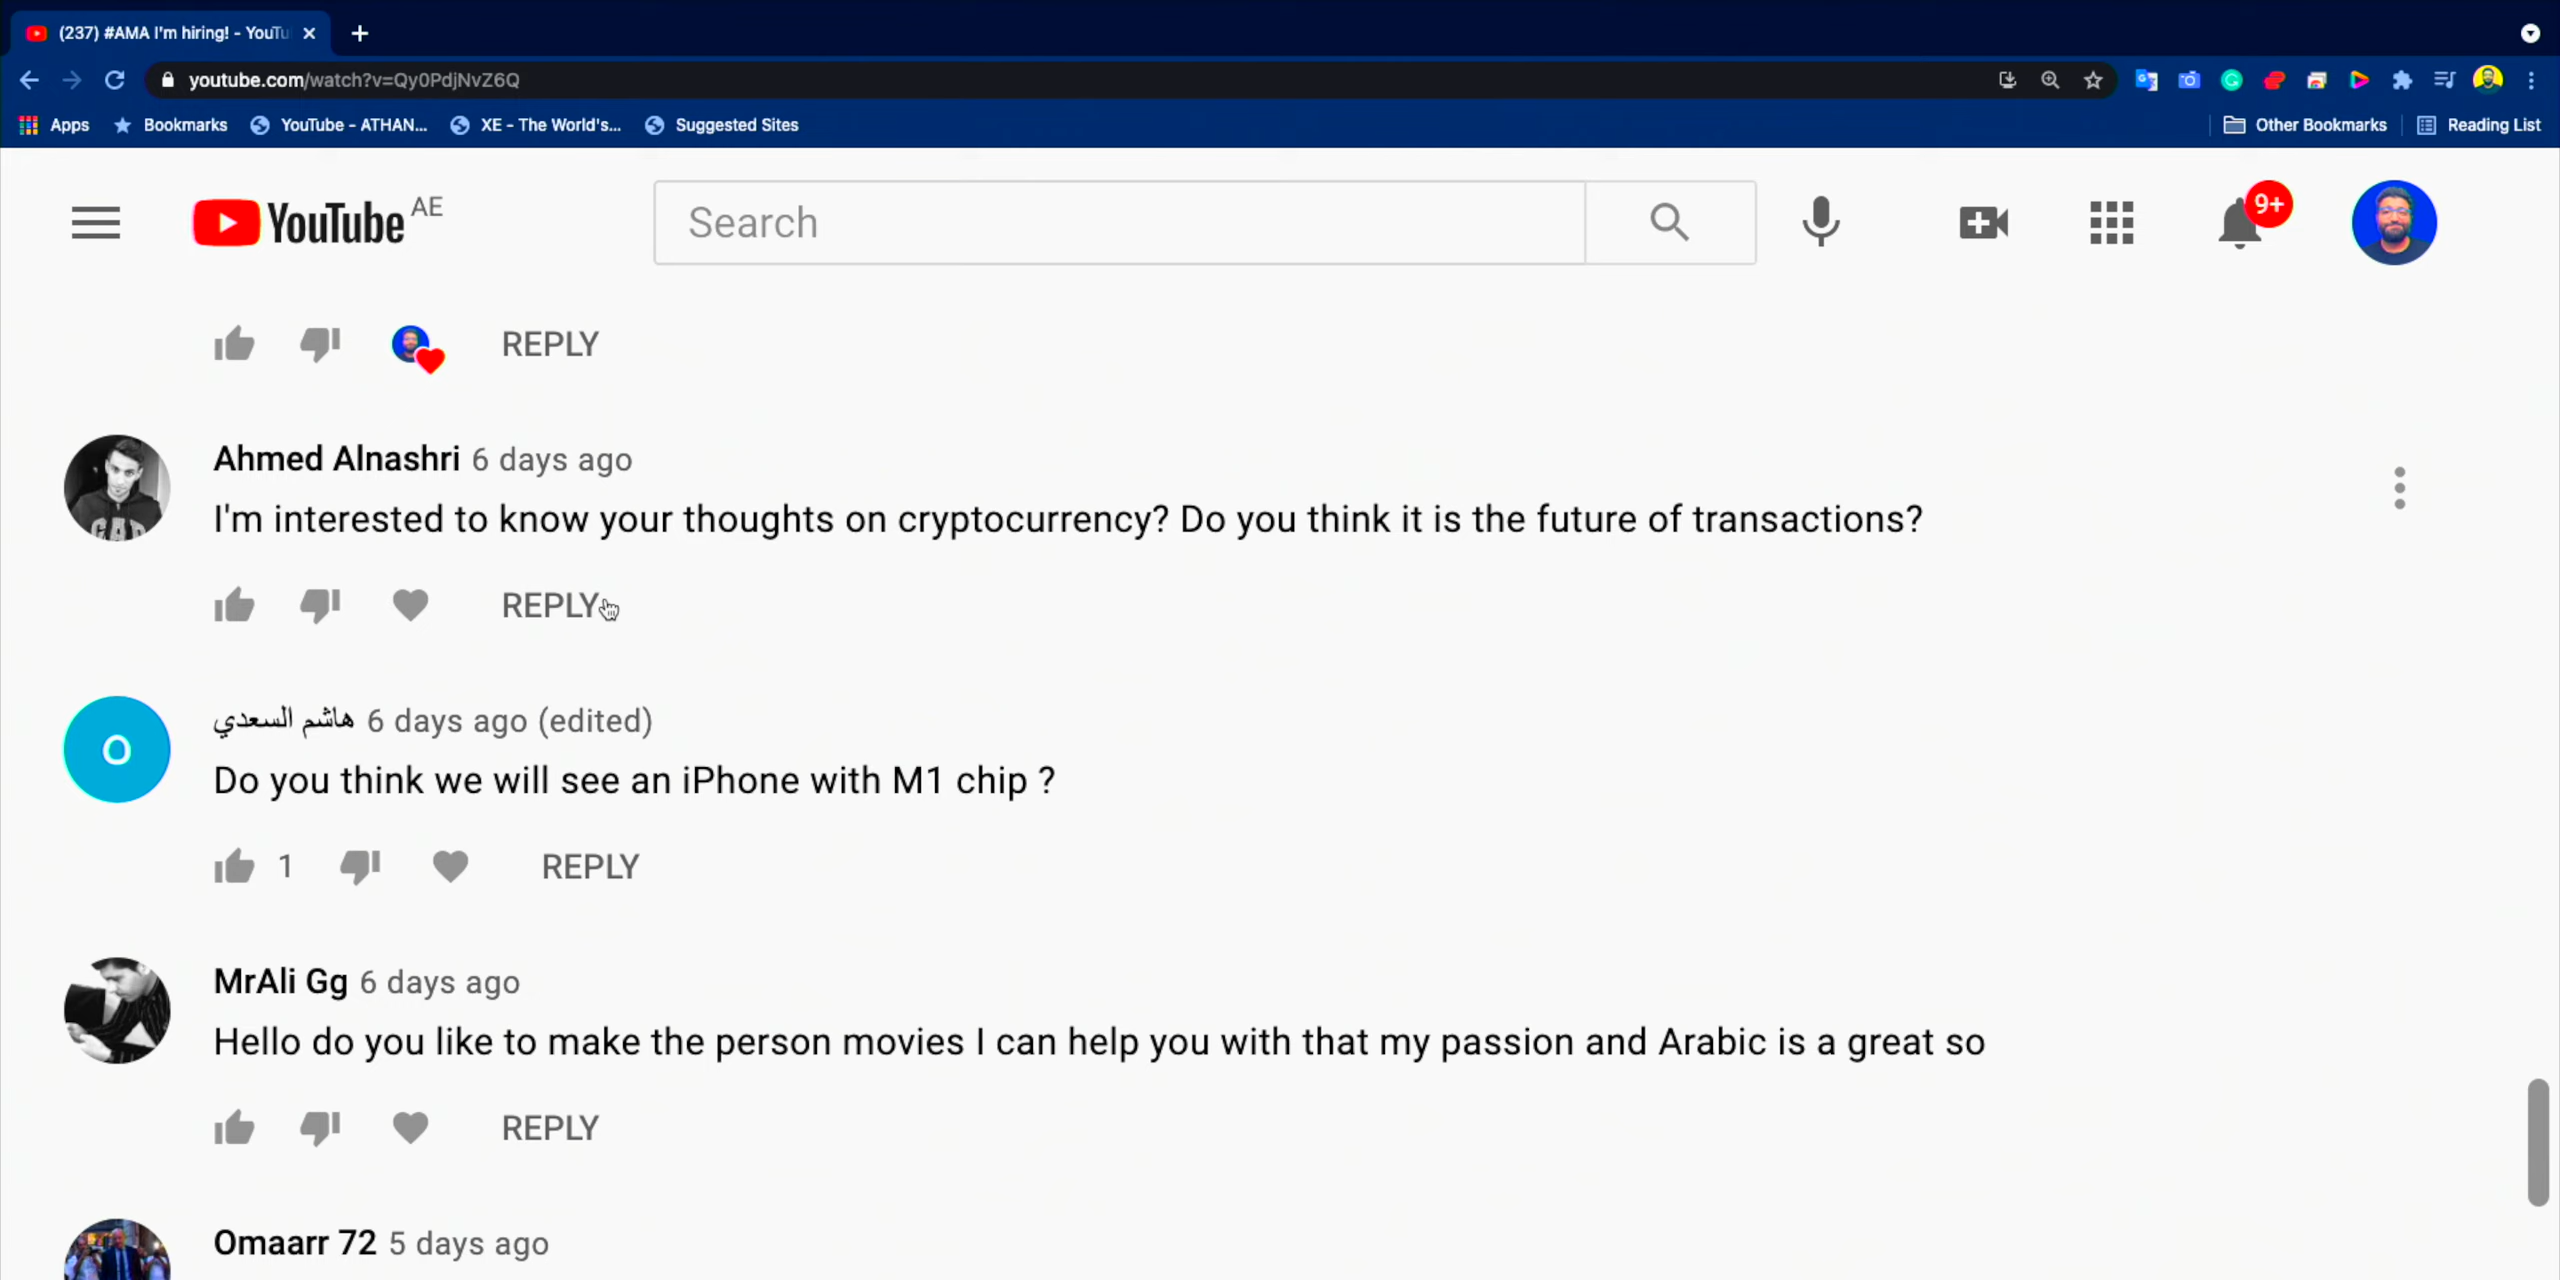 (237) #AMA I'm hiring! - YouTu
youtube.com/watch?v=Qy0PdjNvZ6Q
Apps Bookmarks YouTube - ATHAN... XE - The World's... Suggested Sites Other Bookmarks Reading List
YouTube AE Search 9+
REPLY
Ahmed Alnashri 6 days ago
I'm interested to know your thoughts on cryptocurrency? Do you think it is the future of transactions?
GAP
REPLY
هاشم السعدي 6 days ago (edited)
O
Do you think we will see an iPhone with M1 chip ?
1 REPLY
MrAli Gg 6 days ago
Hello do you like to make the person movies I can help you with that my passion and Arabic is a great so
REPLY
Omaarr 72 5 days ago